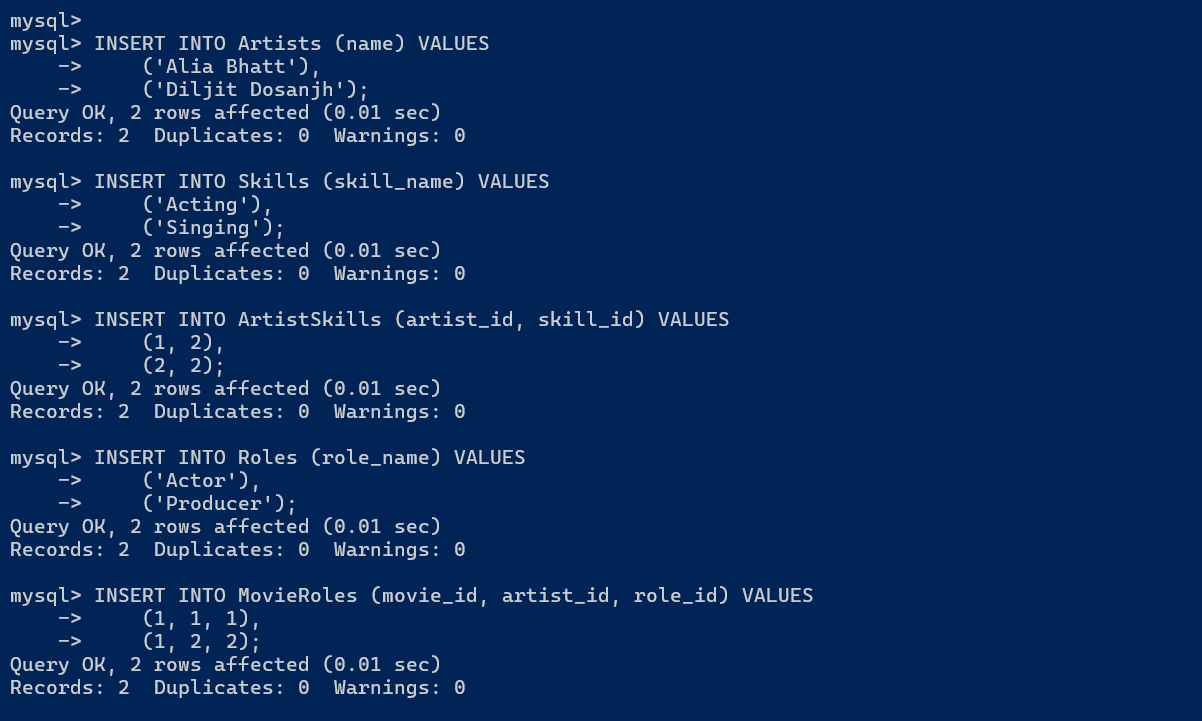 mysql>
mysql> INSERT INTO Artists (name) VALUES
    ->     ('Alia Bhatt'),
    ->     ('Diljit Dosanjh');
Query OK, 2 rows affected (0.01 sec)
Records: 2  Duplicates: 0  Warnings: 0

mysql> INSERT INTO Skills (skill_name) VALUES
    ->     ('Acting'),
    ->     ('Singing');
Query OK, 2 rows affected (0.01 sec)
Records: 2  Duplicates: 0  Warnings: 0

mysql> INSERT INTO ArtistSkills (artist_id, skill_id) VALUES
    ->     (1, 2),
    ->     (2, 2);
Query OK, 2 rows affected (0.01 sec)
Records: 2  Duplicates: 0  Warnings: 0

mysql> INSERT INTO Roles (role_name) VALUES
    ->     ('Actor'),
    ->     ('Producer');
Query OK, 2 rows affected (0.01 sec)
Records: 2  Duplicates: 0  Warnings: 0

mysql> INSERT INTO MovieRoles (movie_id, artist_id, role_id) VALUES
    ->     (1, 1, 1),
    ->     (1, 2, 2);
Query OK, 2 rows affected (0.01 sec)
Records: 2  Duplicates: 0  Warnings: 0